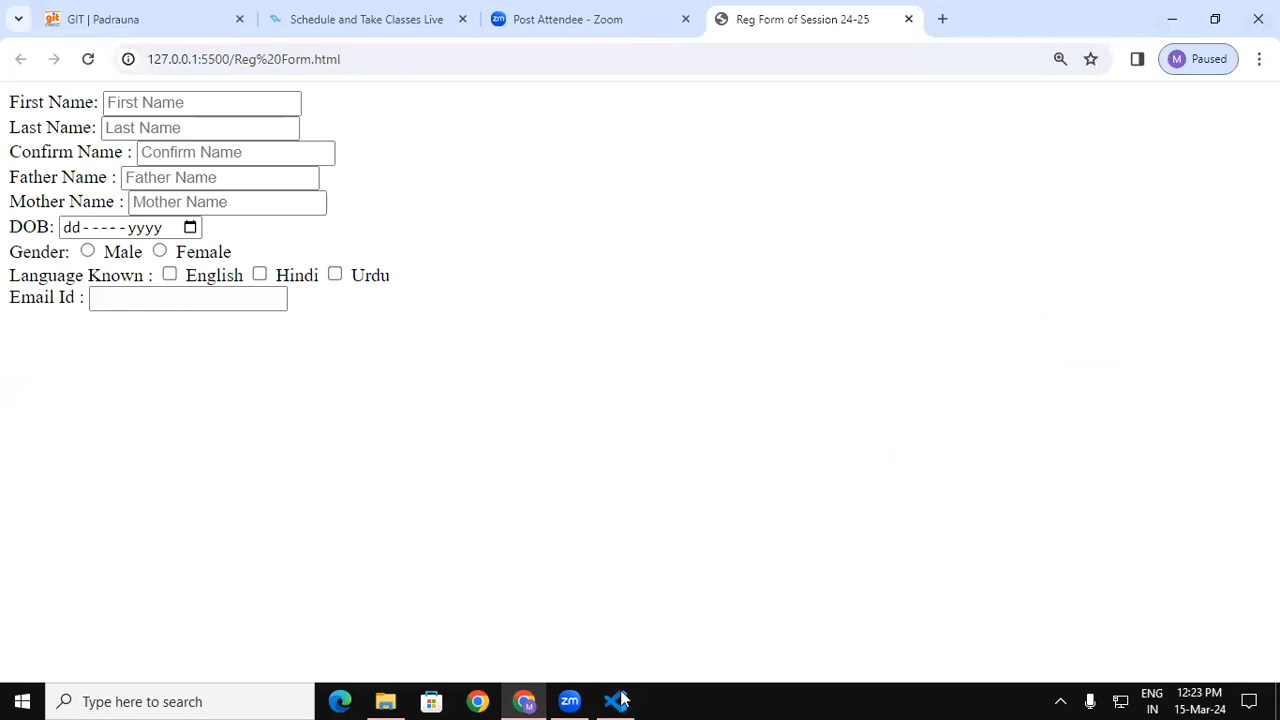 GIT | Padrauna
Schedule and Take Classes Live
Post Attendee - Zoom
Reg Form of Session 24-25
127.0.0.1:5500/Reg%20Form.html
M Paused
First Name: First Name
Last Name: Last Name
Confirm Name : Confirm Name
Father Name : Father Name
Mother Name : Mother Name
DOB: dd-----yyyy
Gender: Male Female
Language Known : English Hindi Urdu
Email Id :
Type here to search
ENG
IN
12:23 PM
15-Mar-24